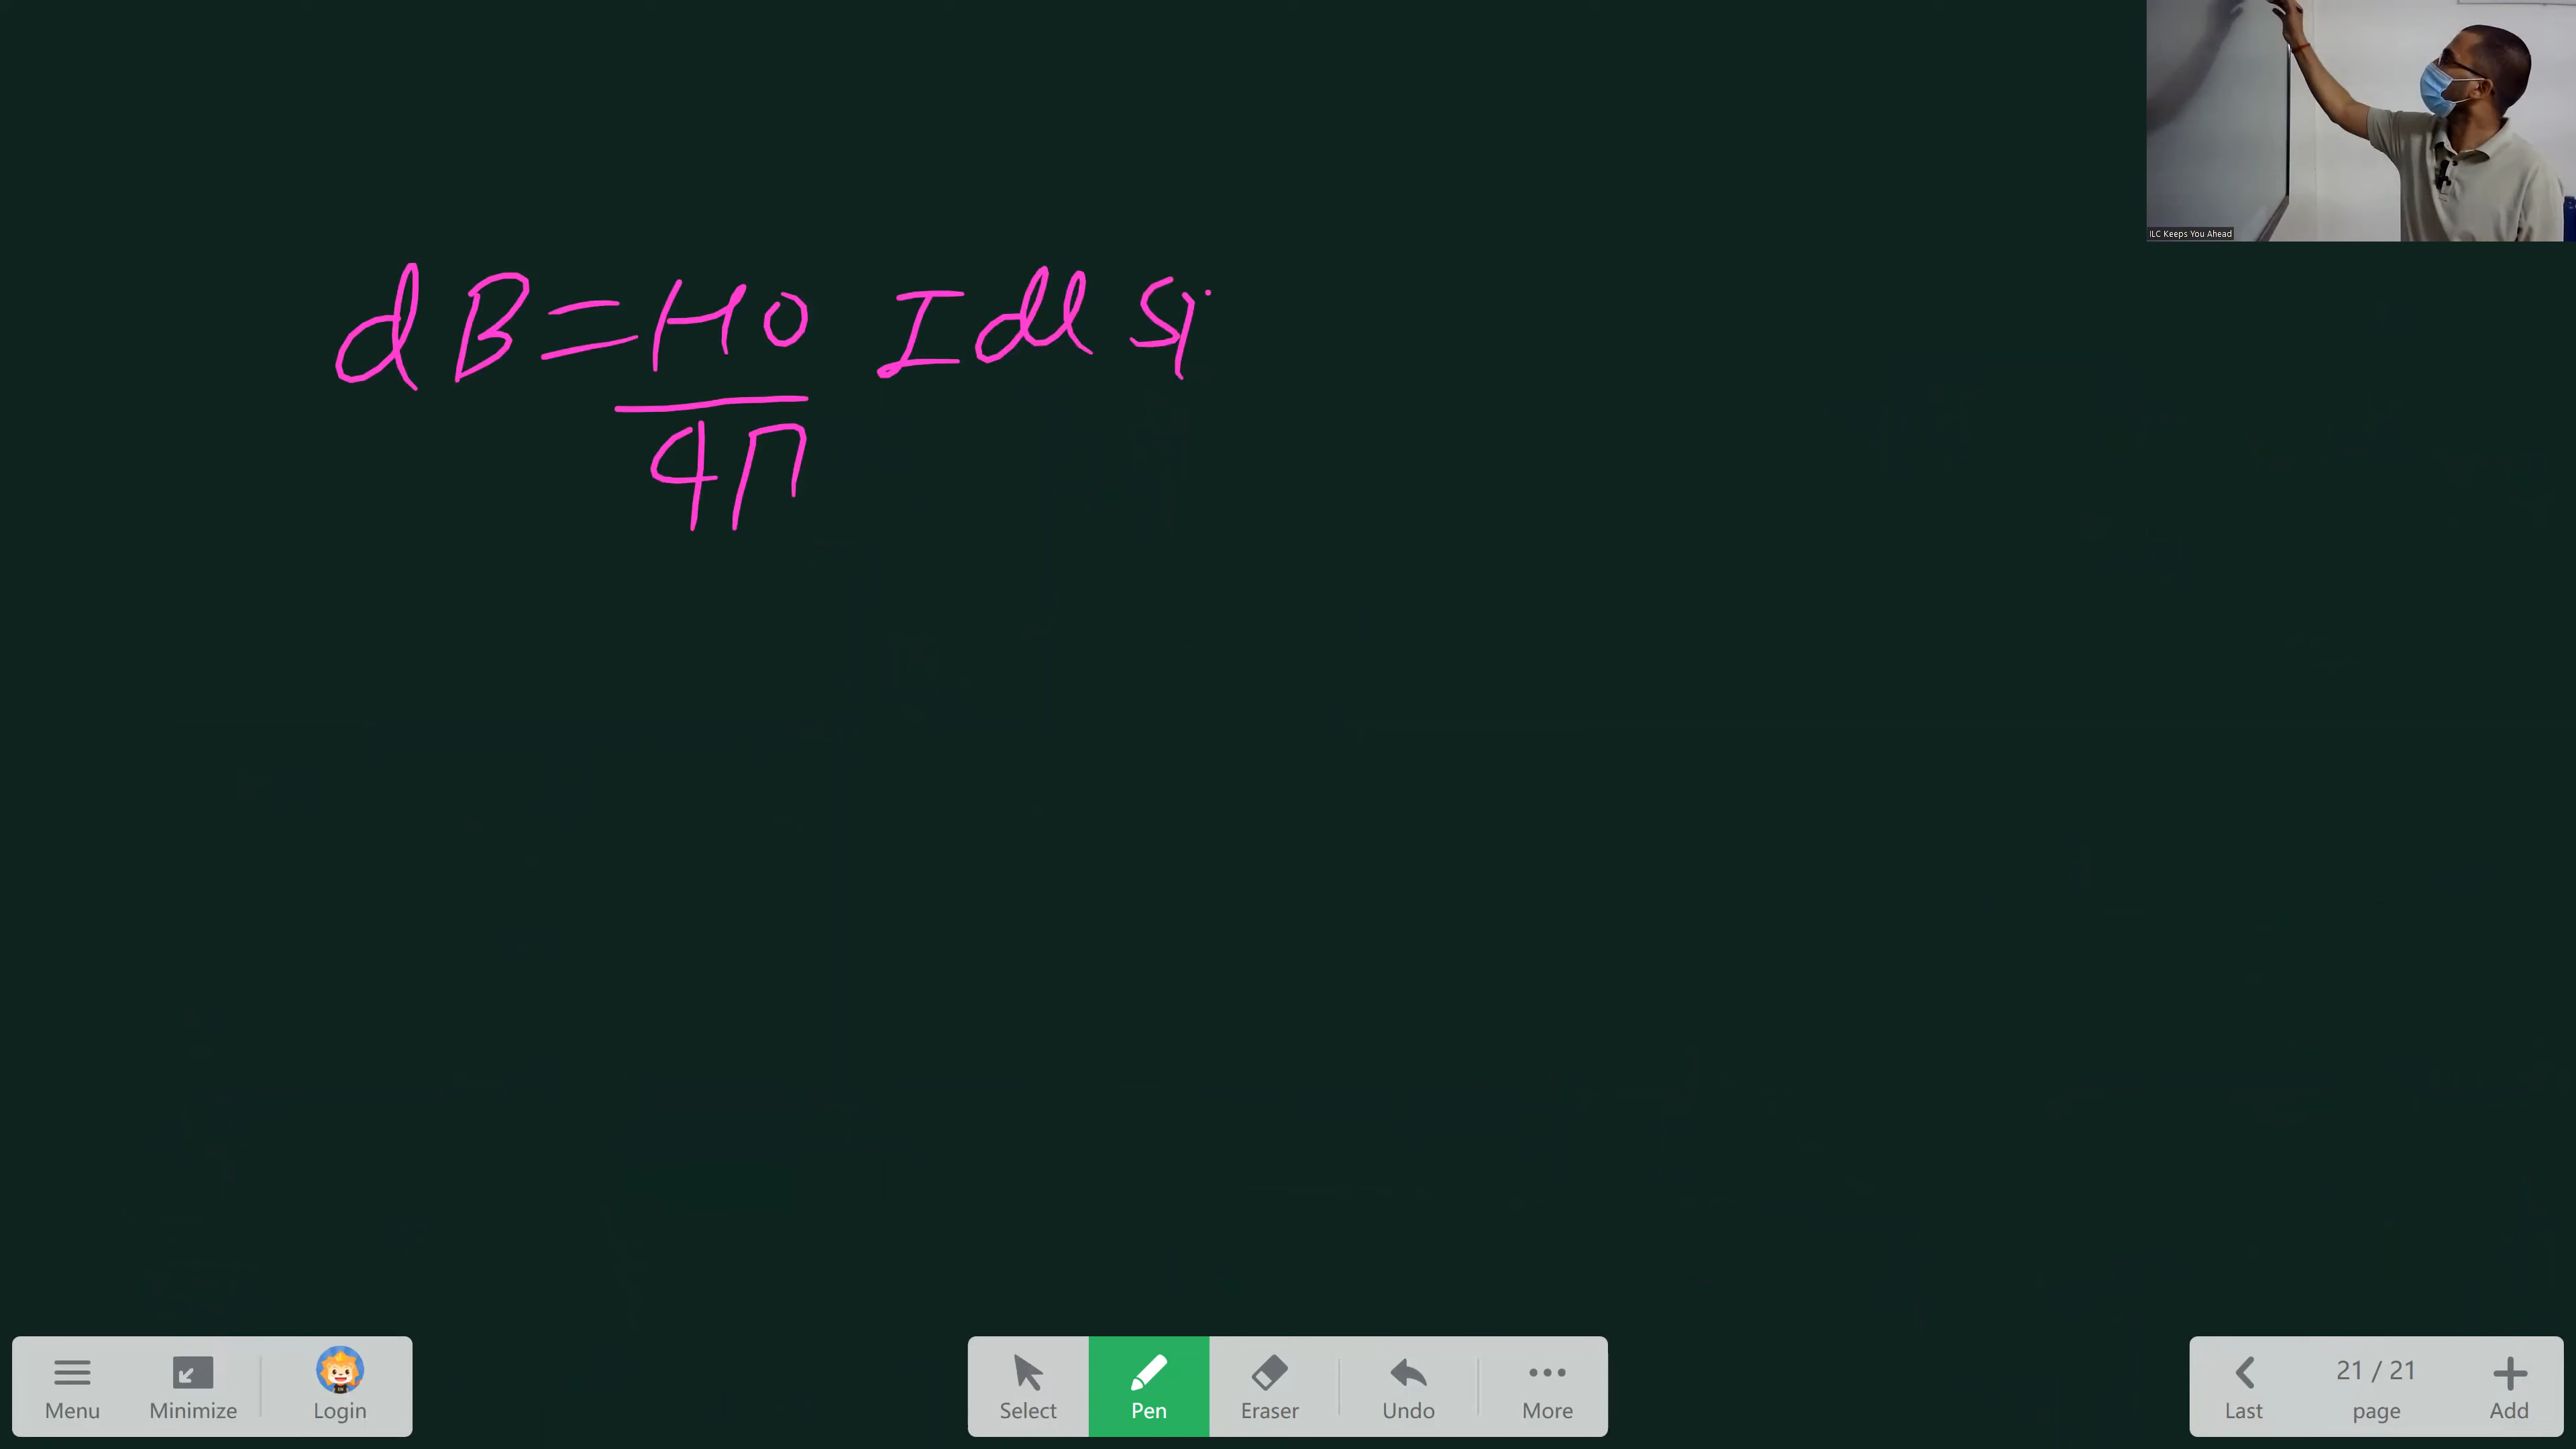 ILC Keeps You Ahead
dB = μ0 Idl Si
4π
Menu Minimize Login Select Pen Eraser Undo More Last 21 / 21 page Add